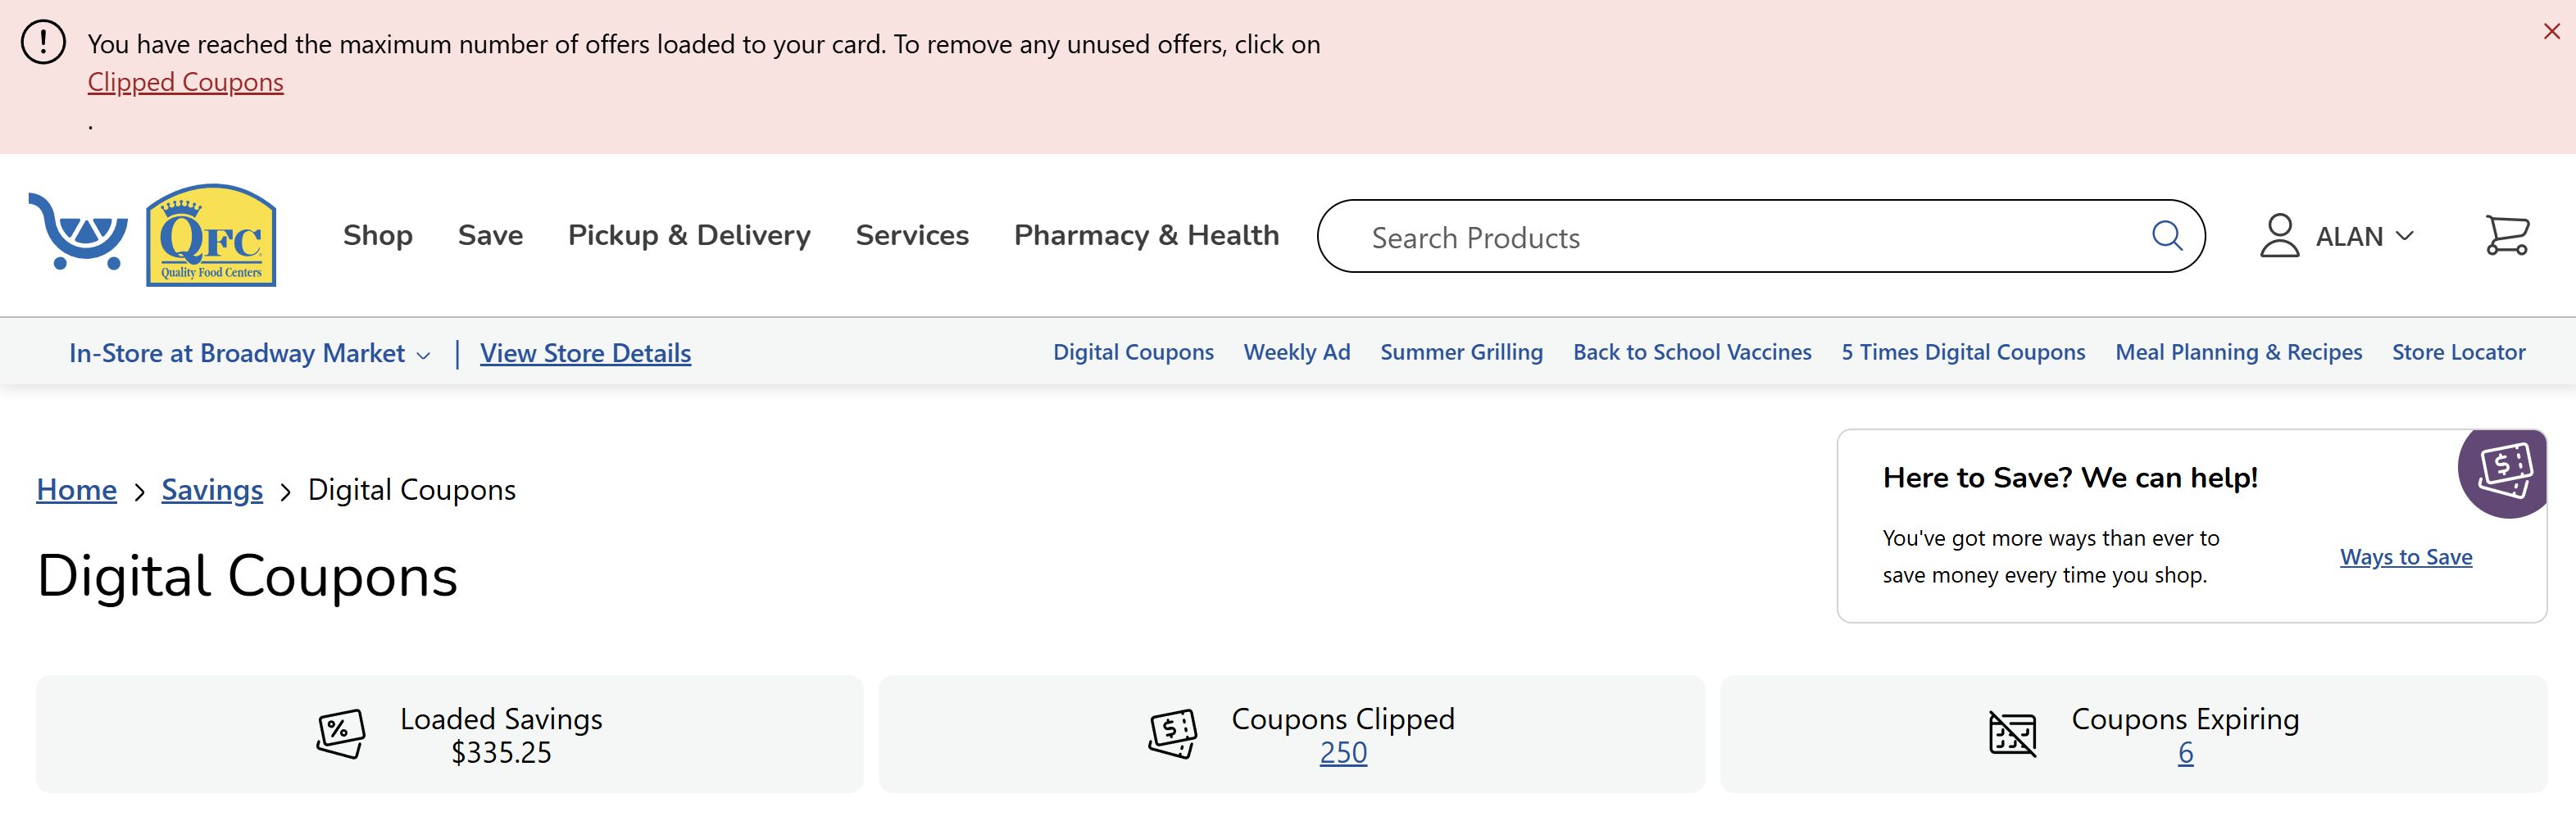 You have reached the maximum number of offers loaded to your card. To remove any unused offers, click on
Clipped Coupons
.
QFC
Quality Food Centers
Shop
Save
Pickup & Delivery
Services
Pharmacy & Health
Search Products
ALAN
In-Store at Broadway Market
View Store Details
Digital Coupons
Weekly Ad
Summer Grilling
Back to School Vaccines
5 Times Digital Coupons
Meal Planning & Recipes
Store Locator
Home
Savings
Digital Coupons
Digital Coupons
Here to Save? We can help!
You've got more ways than ever to
save money every time you shop.
Ways to Save
Loaded Savings
$335.25
Coupons Clipped
250
Coupons Expiring
6